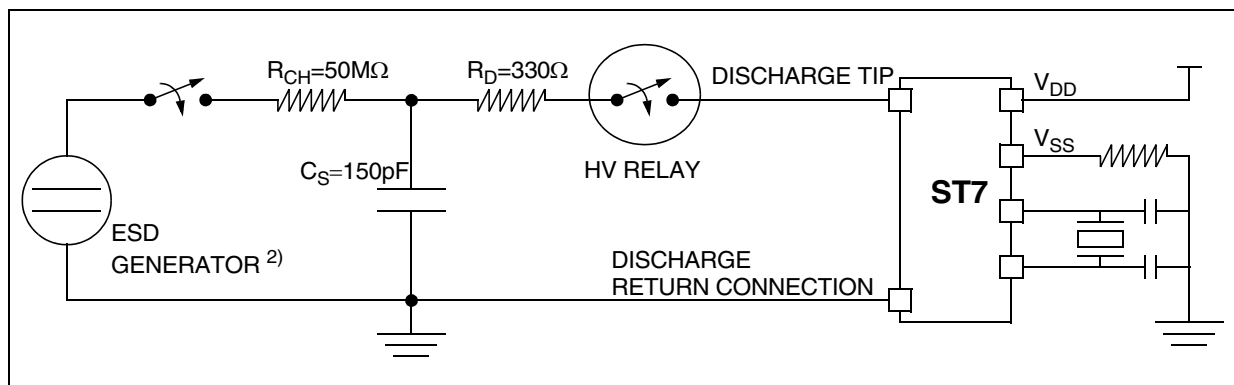 R_CH=50MΩ
R_D=330Ω
DISCHARGE TIP
V_DD
V_SS
C_S=150pF
HV RELAY
ST7
ESD
GENERATOR 2)
DISCHARGE
RETURN CONNECTION